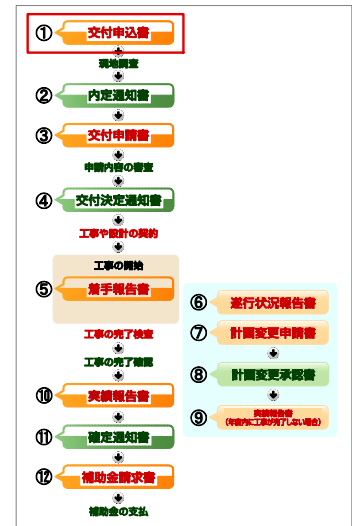 ① 交付申込書
現地調査
② 内定通知書
③ 交付申請書
申請内容の審査
④ 交付決定通知書
工事や設計の契約
工事の開始
⑤ 着手報告書
⑥ 遂行状況報告書
⑦ 計画変更申請書
⑧ 計画変更承認書
⑨ 実績報告書
(年度内に工事が完了しない場合)
工事の完了検査
工事の完了確認
⑩ 実績報告書
⑪ 確定通知書
⑫ 補助金請求書
補助金の支払